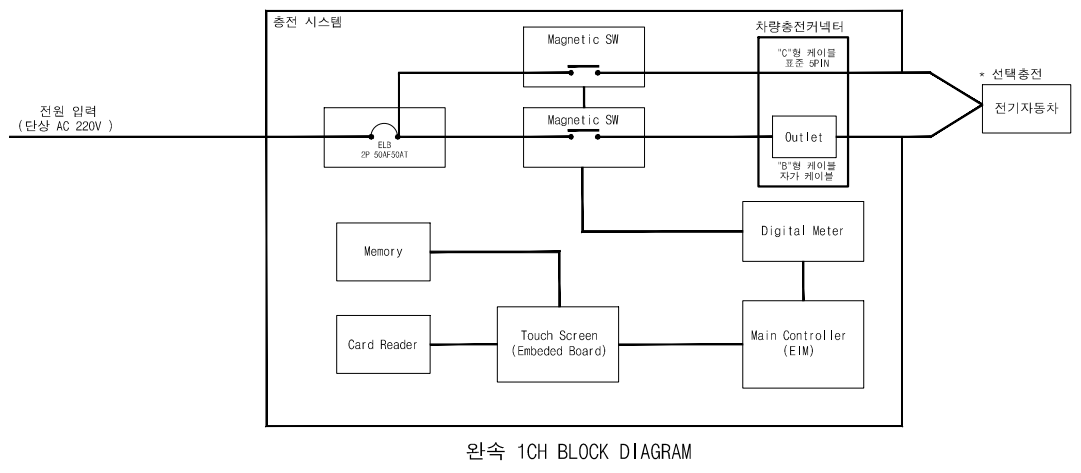 충전 시스템
Magnetic SW
차량충전커넥터
"C"형 케이블
표준 5PIN
* 선택충전
전기자동차
전원 입력
(단상 AC 220V )
ELB
2P 50AF50AT
Magnetic SW
Outlet
"B"형 케이블
자가 케이블
Digital Meter
Memory
Card Reader
Touch Screen
(Embeded Board)
Main Controller
(EIM)
완속 1CH BLOCK DIAGRAM